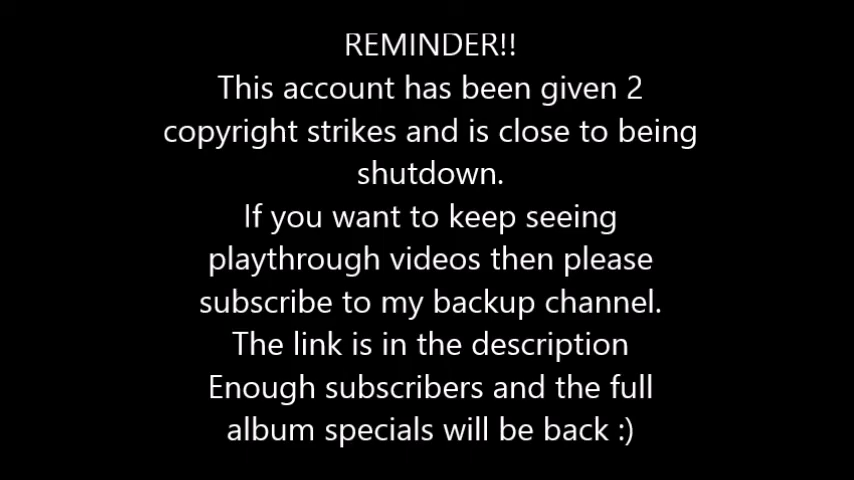 REMINDER!!
This account has been given 2
copyright strikes and is close to being
shutdown.
If you want to keep seeing
playthrough videos then please
subscribe to my backup channel.
The link is in the description
Enough subscribers and the full
album specials will be back :)